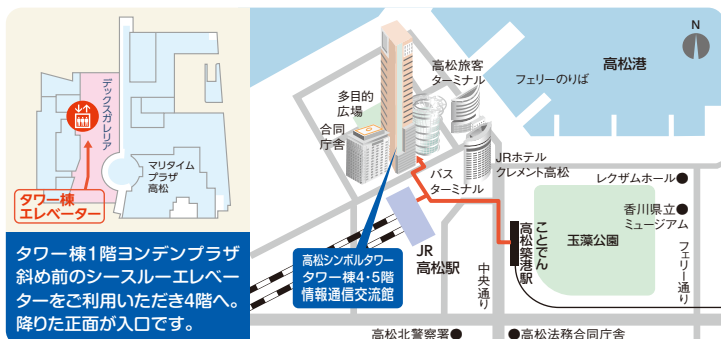 デックスガレリア
マリタイム
プラザ
高松
タワー棟
エレベーター
タワー棟1階ヨンデンプラザ
斜め前のシースルーエレベー
ターをご利用いただき4階へ。
降りた正面が入口です。
N
高松港
フェリーのりば
高松旅客
ターミナル
多目的
広場
合同
庁舎
JRホテル
クレメント高松
バス
ターミナル
レクザムホール
香川県立
ミュージアム
玉藻公園
ことでん
高松築港駅
JR
高松駅
高松シンボルタワー
タワー棟4・5階
情報通信交流館
中央通り
フェリー通り
高松北警察署
高松法務合同庁舎